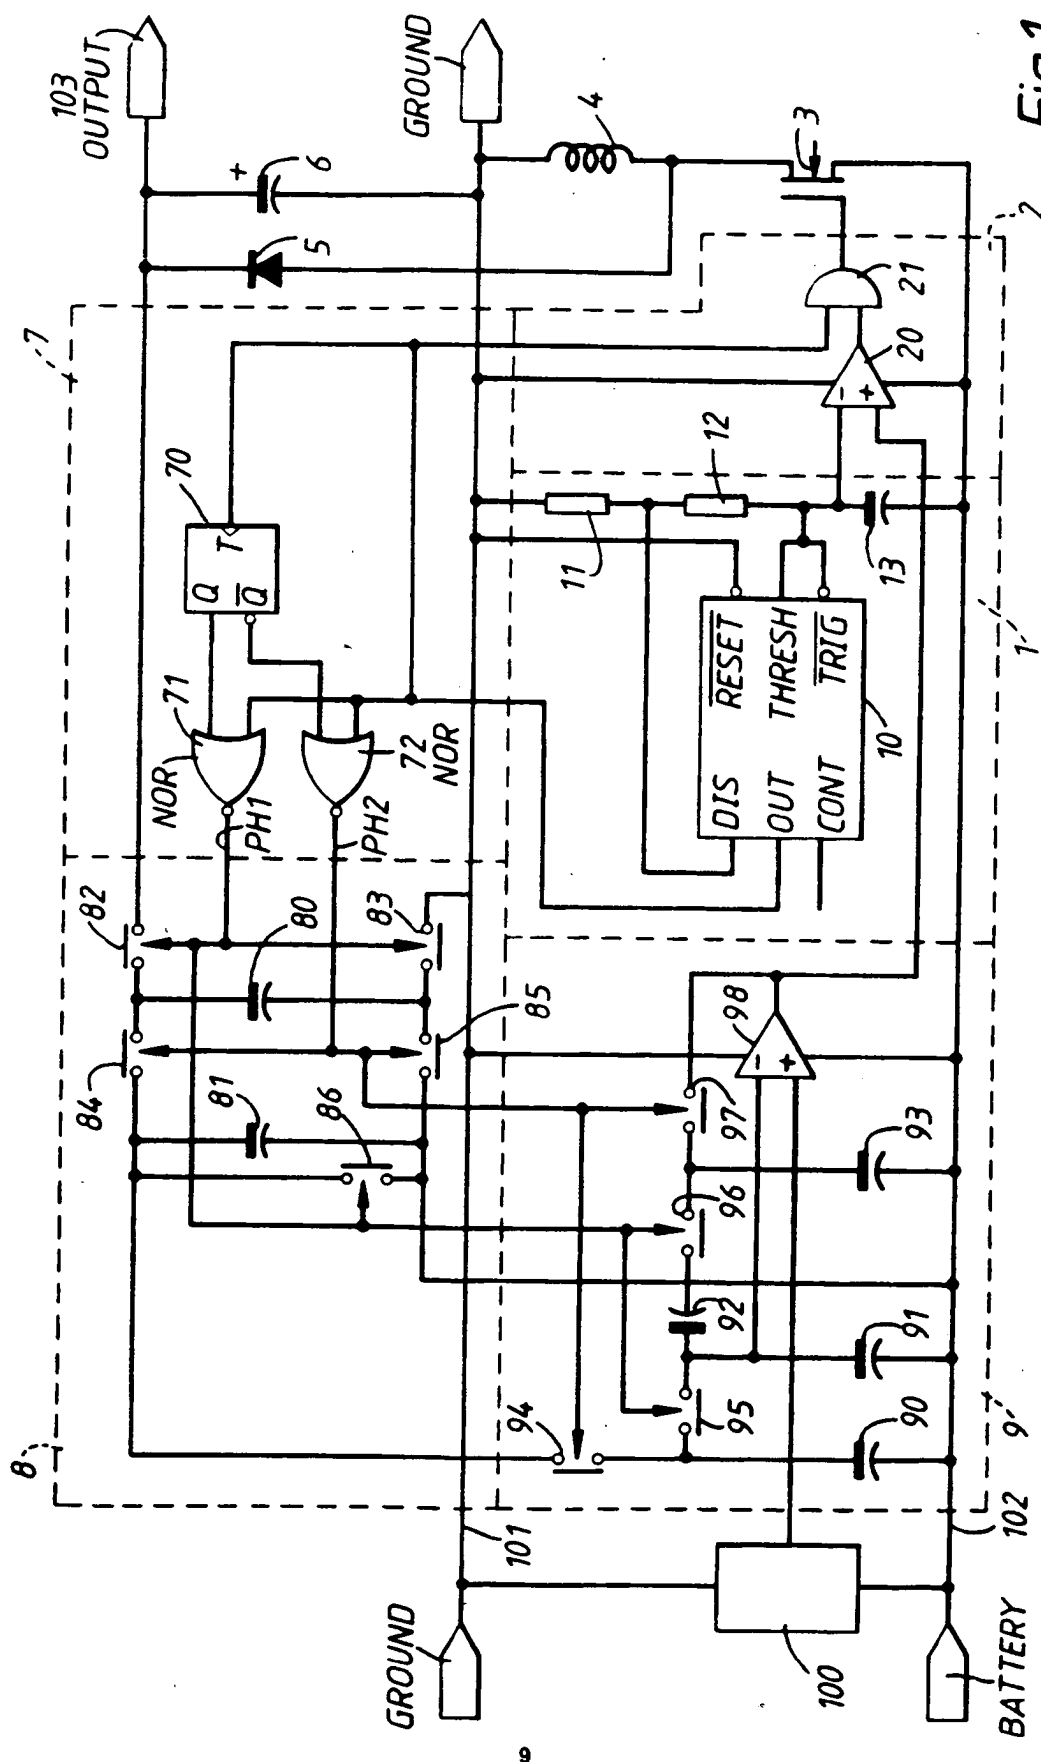 Fig.1
103
OUTPUT
GROUND
+
6
5
4
3
2
7
70
T
Q
Q̅
71
NOR
72
NOR
PH1
PH2
21
20
-
+
12
11
13
1
RESET
THRESH
TRIG
DIS
OUT
CONT
10
82
83
80
84
85
81
86
8
98
-
+
97
96
93
92
91
95
94
90
9
101
102
100
GROUND
BATTERY
9